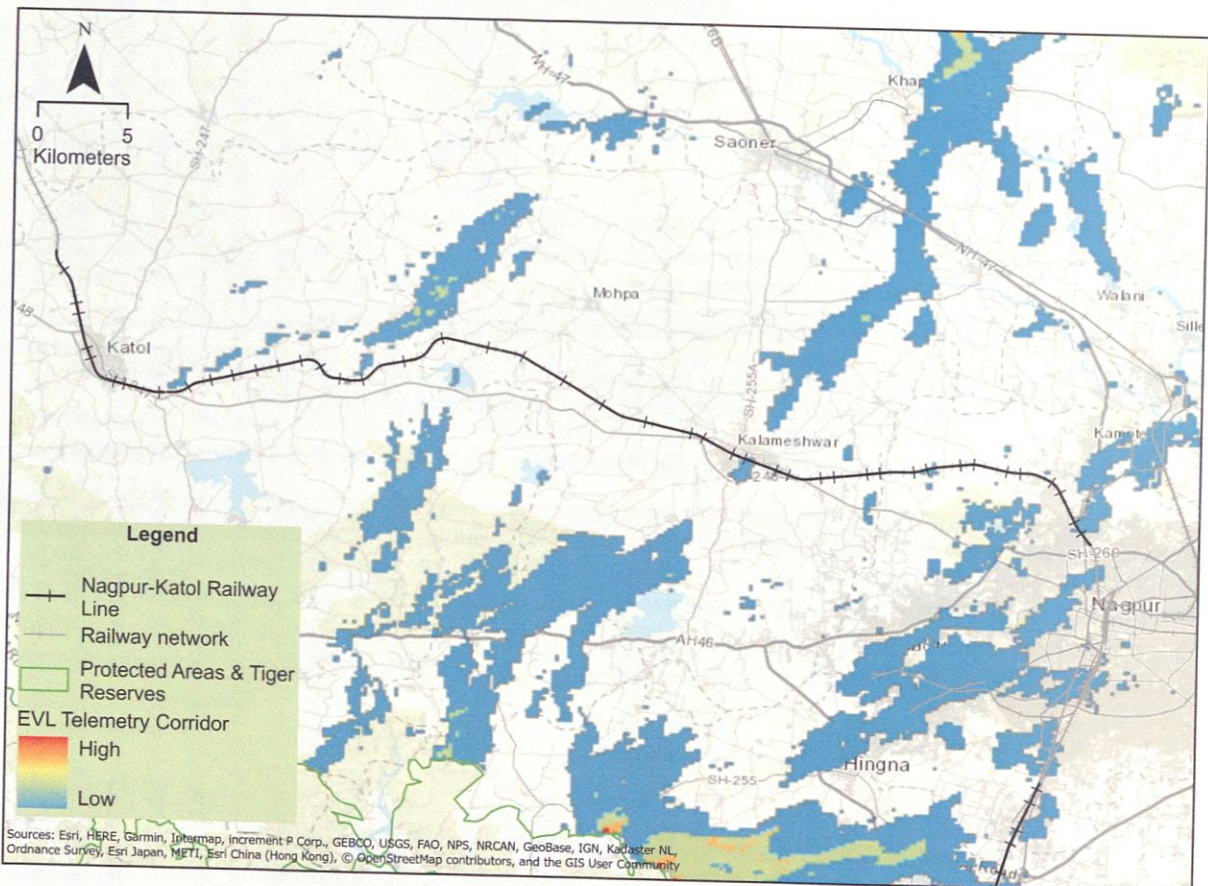 N
0 5
Kilometers
SH-247
NH-47
Saoner
Mohpa
NH-47
Walani
Katol
SH-255A
Kalameshwar
SH-260
Nagpur
AH46
Hingna
SH-255
Legend
Nagpur-Katol Railway
Line
Railway network
Protected Areas & Tiger
Reserves
EVL Telemetry Corridor
High
Low
Sources: Esri, HERE, Garmin, Intermap, increment P Corp., GEBCO, USGS, FAO, NPS, NRCAN, GeoBase, IGN, Kadaster NL,
Ordnance Survey, Esri Japan, METI, Esri China (Hong Kong), © OpenStreetMap contributors, and the GIS User Community